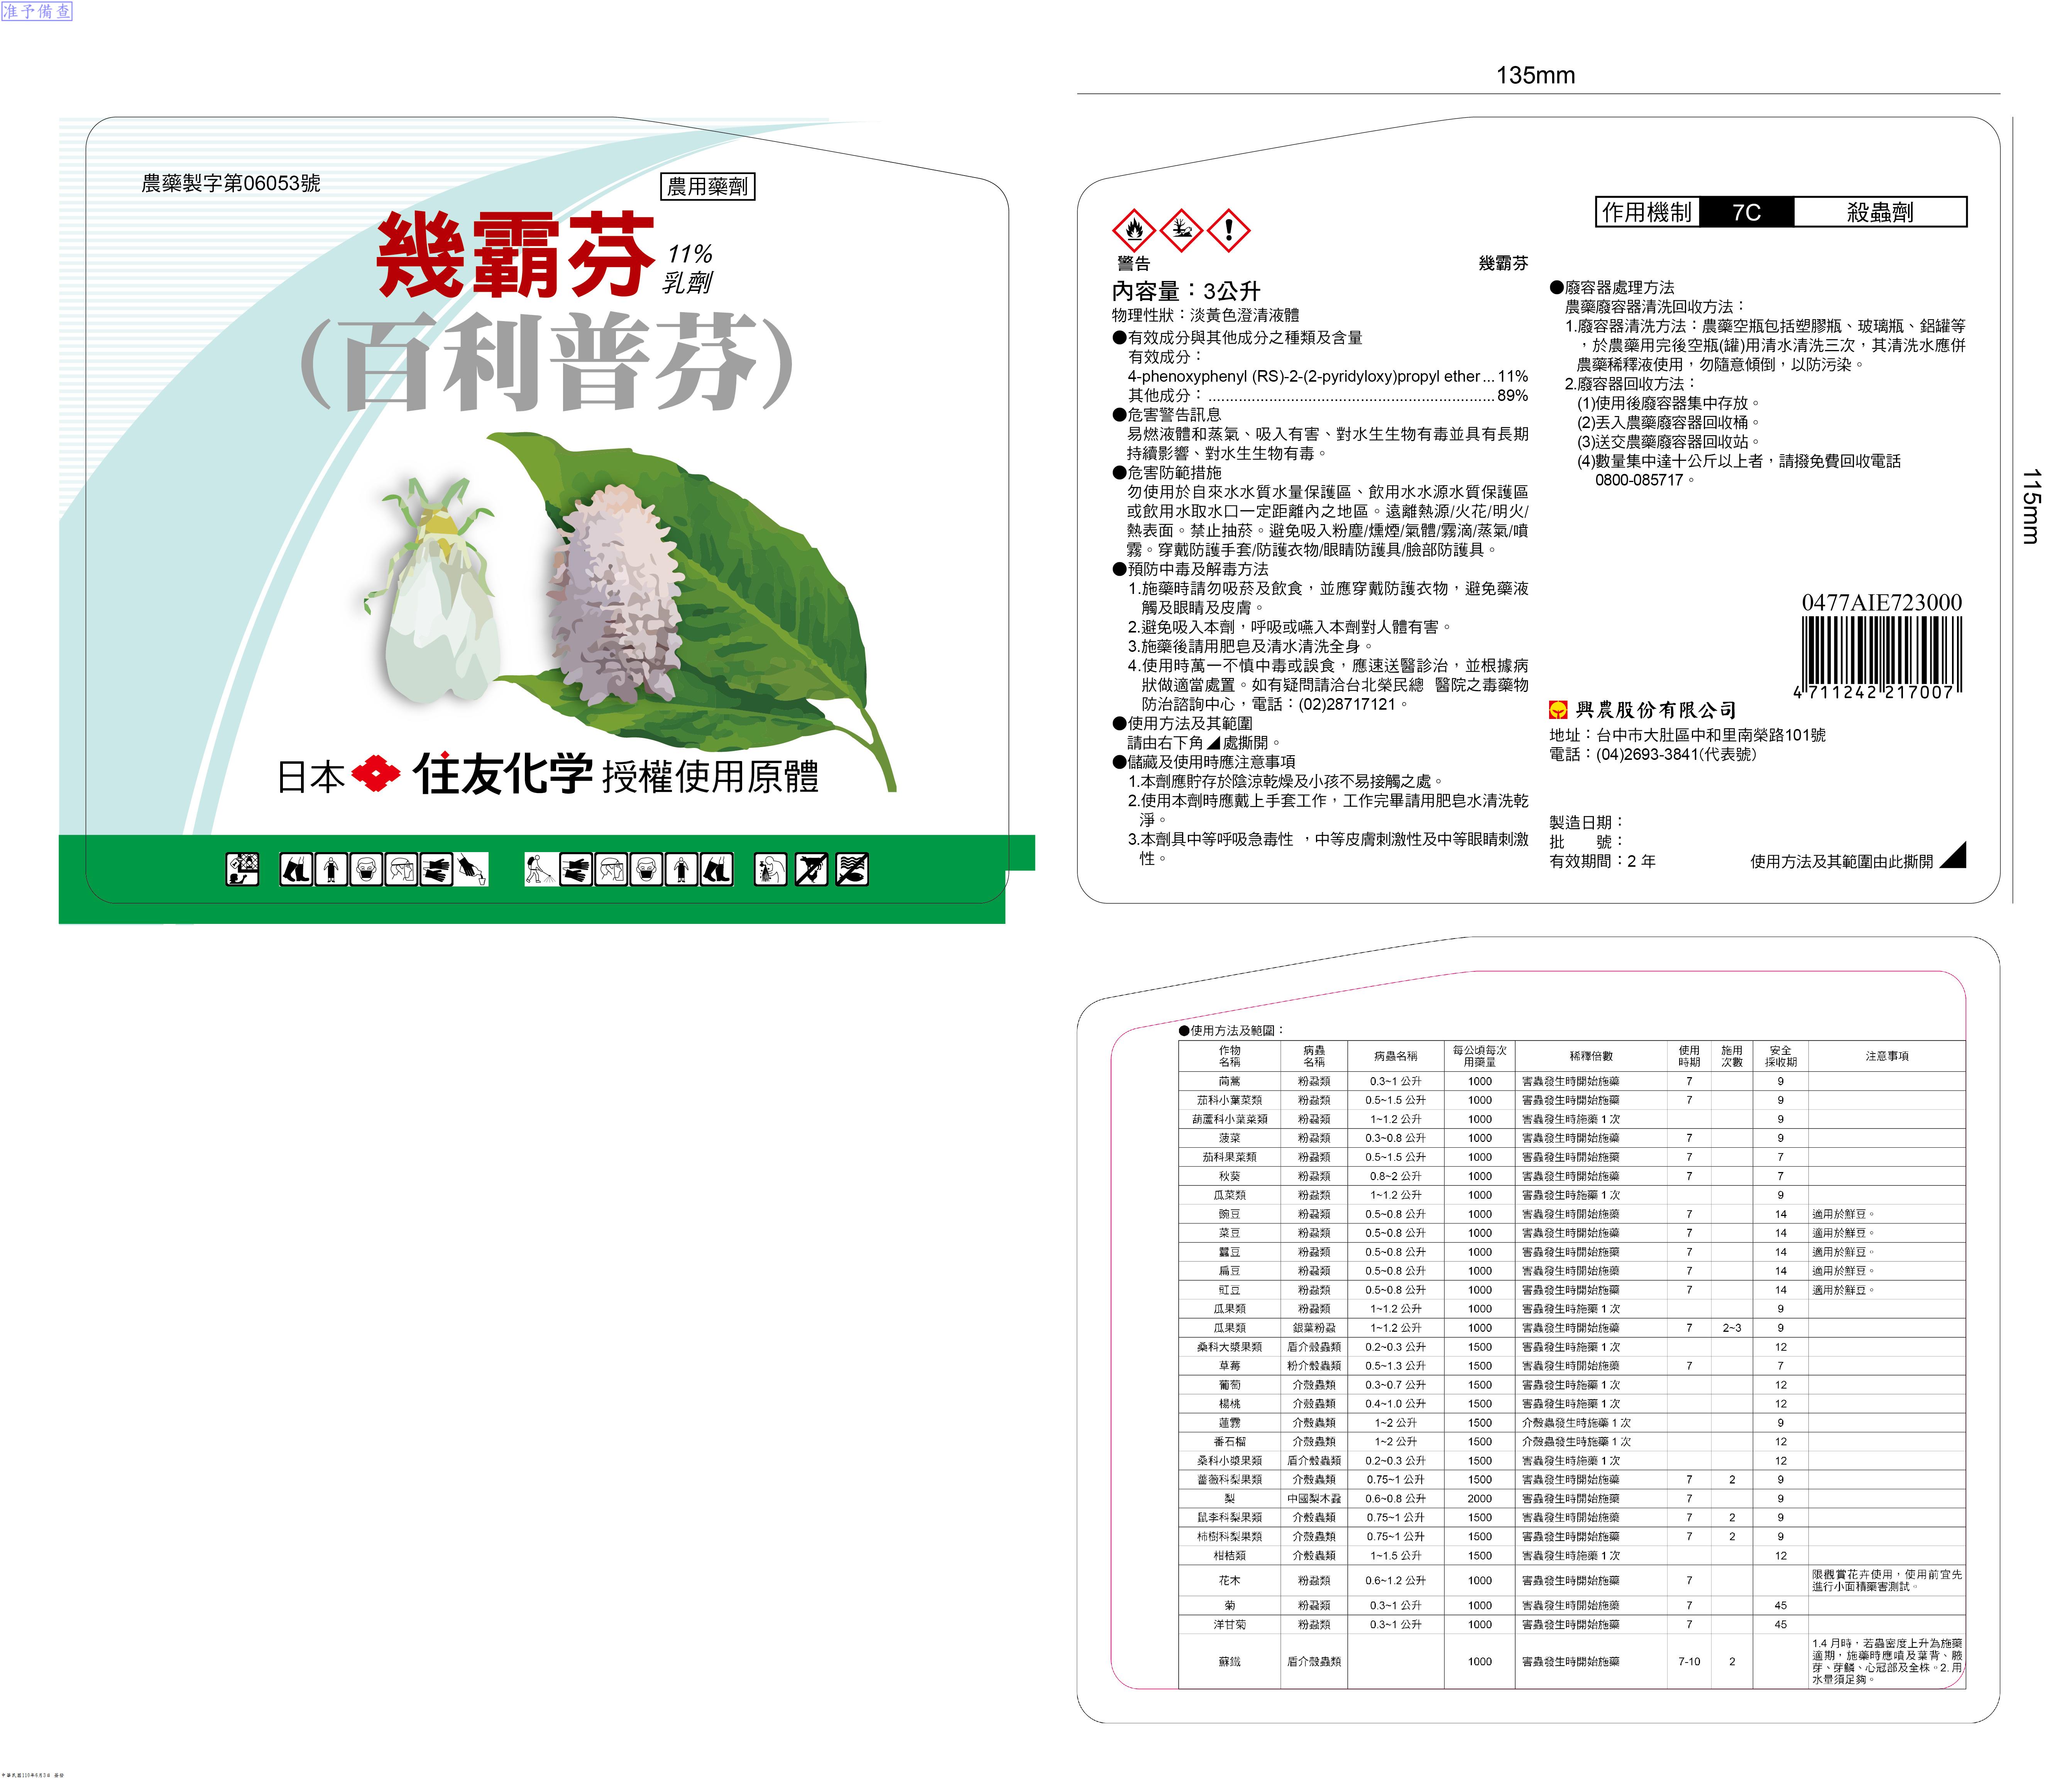 准予備查
農藥製字第06053號
農用藥劑
幾霸芬
11%
乳劑
(百利普芬)
日本 住友化学 授權使用原體
135mm
115mm
作用機制 7C 殺蟲劑
警告
幾霸芬
內容量：3公升
物理性狀：淡黃色澄清液體
●有效成分與其他成分之種類及含量
有效成分：
4-phenoxyphenyl (RS)-2-(2-pyridyloxy)propyl ether... 11%
其他成分：.................................................................. 89%
●危害警告訊息
易燃液體和蒸氣、吸入有害、對水生生物有毒並具有長期
持續影響、對水生生物有毒。
●危害防範措施
勿使用於自來水水質水量保護區、飲用水水源水質保護區
或飲用水取水口一定距離內之地區。遠離熱源/火花/明火/
熱表面。禁止抽菸。避免吸入粉塵/燻煙/氣體/霧滴/蒸氣/噴
霧。穿戴防護手套/防護衣物/眼睛防護具/臉部防護具。
●預防中毒及解毒方法
1.施藥時請勿吸菸及飲食，並應穿戴防護衣物，避免藥液
觸及眼睛及皮膚。
2.避免吸入本劑，呼吸或嚥入本劑對人體有害。
3.施藥後請用肥皂及清水清洗全身。
4.使用時萬一不慎中毒或誤食，應速送醫診治，並根據病
狀做適當處置。如有疑問請洽台北榮民總 醫院之毒藥物
防治諮詢中心，電話：(02)28717121。
●使用方法及其範圍
請由右下角◢處撕開。
●儲藏及使用時應注意事項
1.本劑應貯存於陰涼乾燥及小孩不易接觸之處。
2.使用本劑時應戴上手套工作，工作完畢請用肥皂水清洗乾
淨。
3.本劑具中等呼吸急毒性 ，中等皮膚刺激性及中等眼睛刺激
性。
●廢容器處理方法
農藥廢容器清洗回收方法：
1.廢容器清洗方法：農藥空瓶包括塑膠瓶、玻璃瓶、鋁罐等
，於農藥用完後空瓶(罐)用清水清洗三次，其清洗水應併
農藥稀釋液使用，勿隨意傾倒，以防污染。
2.廢容器回收方法：
(1)使用後廢容器集中存放。
(2)丟入農藥廢容器回收桶。
(3)送交農藥廢容器回收站。
(4)數量集中達十公斤以上者，請撥免費回收電話
0800-085717。
0477AIE723000
4 711242 217007
興農股份有限公司
地址：台中市大肚區中和里南榮路101號
電話：(04)2693-3841(代表號)
製造日期：
批　　號：
有效期間：2 年
使用方法及其範圍由此撕開
●使用方法及範圍：
作物名稱 病蟲名稱 病蟲名稱 每公頃每次用藥量 稀釋倍數 使用時期 施用次數 安全採收期 注意事項
茼蒿 粉蝨類 0.3~1 公升 1000 害蟲發生時開始施藥 7 9
茄科小葉菜類 粉蝨類 0.5~1.5 公升 1000 害蟲發生時開始施藥 7 9
葫蘆科小葉菜類 粉蝨類 1~1.2 公升 1000 害蟲發生時施藥 1 次 9
菠菜 粉蝨類 0.3~0.8 公升 1000 害蟲發生時開始施藥 7 9
茄科果菜類 粉蝨類 0.5~1.5 公升 1000 害蟲發生時開始施藥 7 7
秋葵 粉蝨類 0.8~2 公升 1000 害蟲發生時開始施藥 7 7
瓜菜類 粉蝨類 1~1.2 公升 1000 害蟲發生時施藥 1 次 9
豌豆 粉蝨類 0.5~0.8 公升 1000 害蟲發生時開始施藥 7 14 適用於鮮豆。
菜豆 粉蝨類 0.5~0.8 公升 1000 害蟲發生時開始施藥 7 14 適用於鮮豆。
蠶豆 粉蝨類 0.5~0.8 公升 1000 害蟲發生時開始施藥 7 14 適用於鮮豆。
扁豆 粉蝨類 0.5~0.8 公升 1000 害蟲發生時開始施藥 7 14 適用於鮮豆。
豇豆 粉蝨類 0.5~0.8 公升 1000 害蟲發生時開始施藥 7 14 適用於鮮豆。
瓜果類 粉蝨類 1~1.2 公升 1000 害蟲發生時施藥 1 次 9
瓜果類 銀葉粉蝨 1~1.2 公升 1000 害蟲發生時開始施藥 7 2~3 9
桑科大漿果類 盾介殼蟲類 0.2~0.3 公升 1500 害蟲發生時施藥 1 次 12
草莓 粉介殼蟲類 0.5~1.3 公升 1500 害蟲發生時開始施藥 7 7
葡萄 介殼蟲類 0.3~0.7 公升 1500 害蟲發生時施藥 1 次 12
楊桃 介殼蟲類 0.4~1.0 公升 1500 害蟲發生時施藥 1 次 12
蓮霧 介殼蟲類 1~2 公升 1500 介殼蟲發生時施藥 1 次 9
番石榴 介殼蟲類 1~2 公升 1500 介殼蟲發生時施藥 1 次 12
桑科小漿果類 盾介殼蟲類 0.2~0.3 公升 1500 害蟲發生時施藥 1 次 12
薔薇科梨果類 介殼蟲類 0.75~1 公升 1500 害蟲發生時開始施藥 7 2 9
梨 中國梨木蝨 0.6~0.8 公升 2000 害蟲發生時開始施藥 7 9
鼠李科梨果類 介殼蟲類 0.75~1 公升 1500 害蟲發生時開始施藥 7 2 9
柿樹科梨果類 介殼蟲類 0.75~1 公升 1500 害蟲發生時開始施藥 7 2 9
柑桔類 介殼蟲類 1~1.5 公升 1500 害蟲發生時施藥 1 次 12
花木 粉蝨類 0.6~1.2 公升 1000 害蟲發生時開始施藥 7 限觀賞花卉使用，使用前宜先
進行小面積藥害測試。
菊 粉蝨類 0.3~1 公升 1000 害蟲發生時開始施藥 7 45
洋甘菊 粉蝨類 0.3~1 公升 1000 害蟲發生時開始施藥 7 45
蘇鐵 盾介殼蟲類 1000 害蟲發生時開始施藥 7-10 2 1.4 月時，若蟲密度上升為施藥
適期，施藥時應噴及葉背、腋
芽、芽鱗、心冠部及全株。2.用
水量須足夠。
中華民國110年8月3日